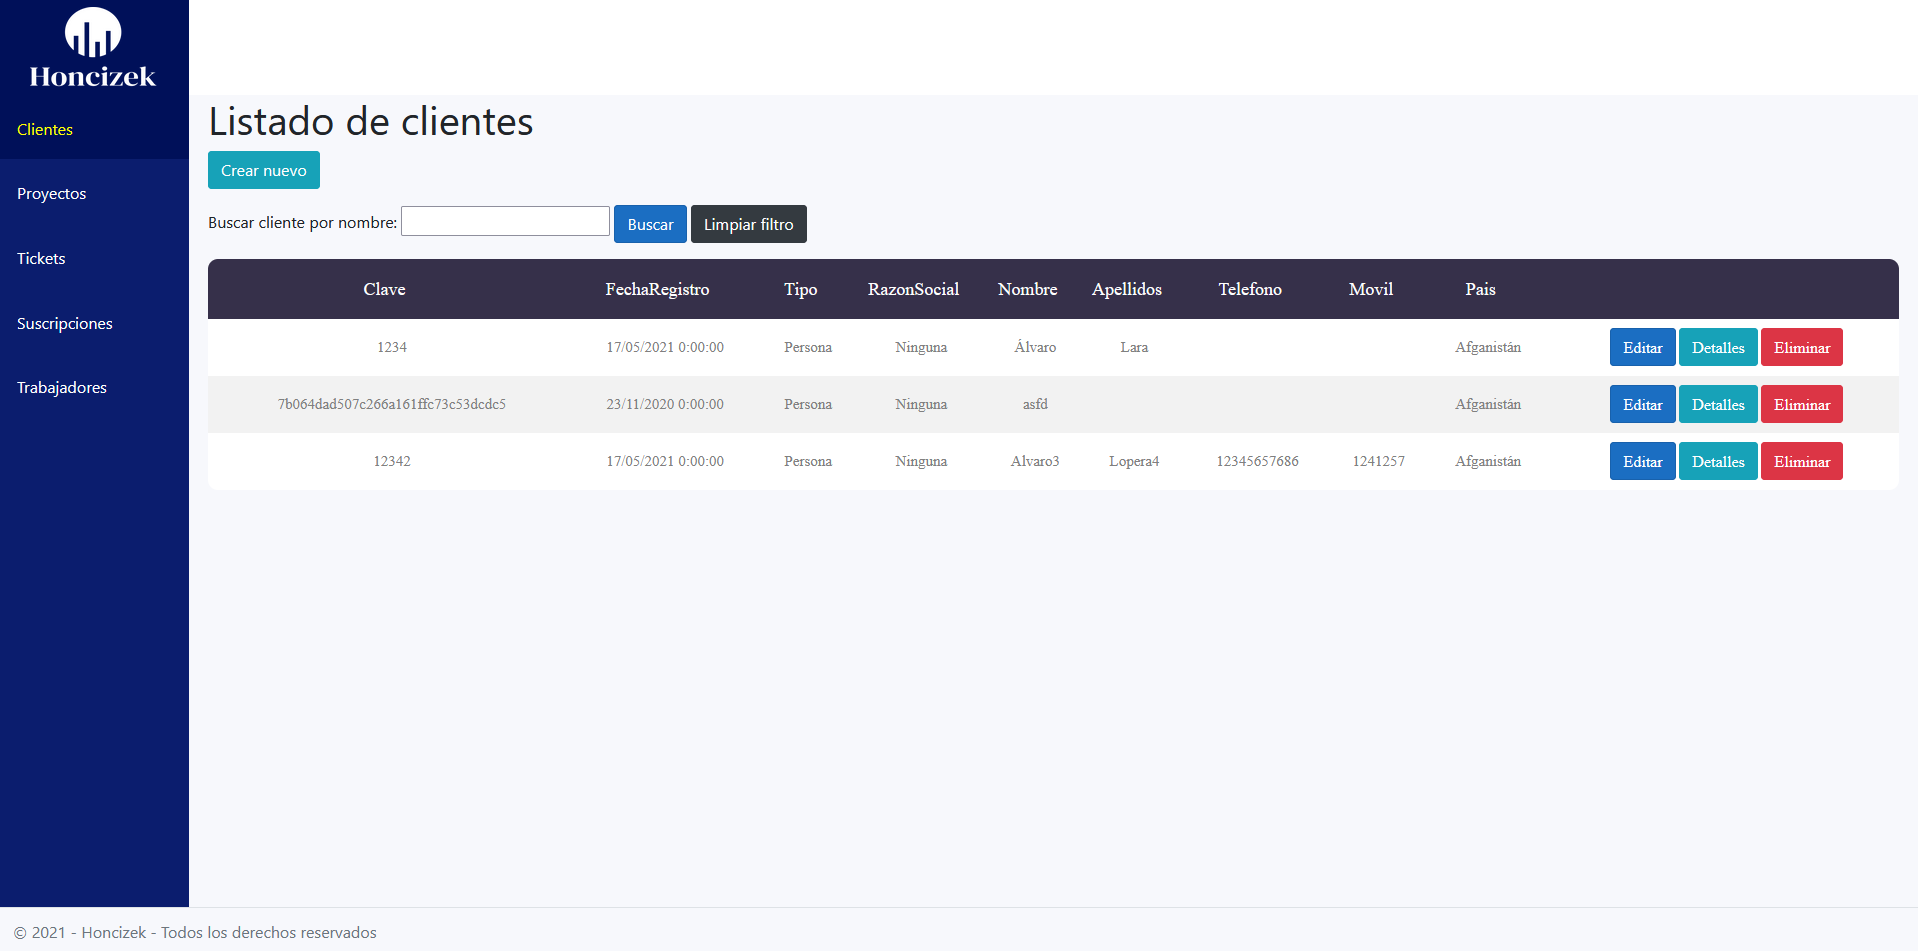 Honcizek
Clientes
Proyectos
Tickets
Suscripciones
Trabajadores
Listado de clientes
Crear nuevo
Buscar cliente por nombre: Buscar Limpiar filtro
Clave FechaRegistro Tipo RazonSocial Nombre Apellidos Telefono Movil Pais
1234 17/05/2021 0:00:00 Persona Ninguna Álvaro Lara Afganistán Editar Detalles Eliminar
7b064dad507c266a161ffc73c53dcdc5 23/11/2020 0:00:00 Persona Ninguna asfd Afganistán Editar Detalles Eliminar
12342 17/05/2021 0:00:00 Persona Ninguna Alvaro3 Lopera4 12345657686 1241257 Afganistán Editar Detalles Eliminar
© 2021 - Honcizek - Todos los derechos reservados